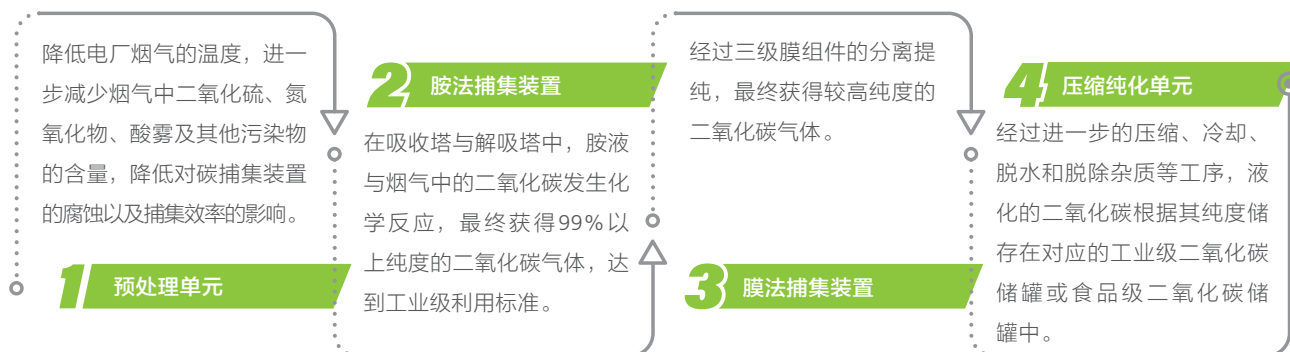 降低电厂烟气的温度，进一
步减少烟气中二氧化硫、氮
氧化物、酸雾及其他污染物
的含量，降低对碳捕集装置
的腐蚀以及捕集效率的影响。
1 预处理单元
2 胺法捕集装置
在吸收塔与解吸塔中，胺液
与烟气中的二氧化碳发生化
学反应，最终获得99%以
上纯度的二氧化碳气体，达
到工业级利用标准。
经过三级膜组件的分离提
纯，最终获得较高纯度的
二氧化碳气体。
3 膜法捕集装置
4 压缩纯化单元
经过进一步的压缩、冷却、
脱水和脱除杂质等工序，液
化的二氧化碳根据其纯度储
存在对应的工业级二氧化碳
储罐或食品级二氧化碳储
罐中。